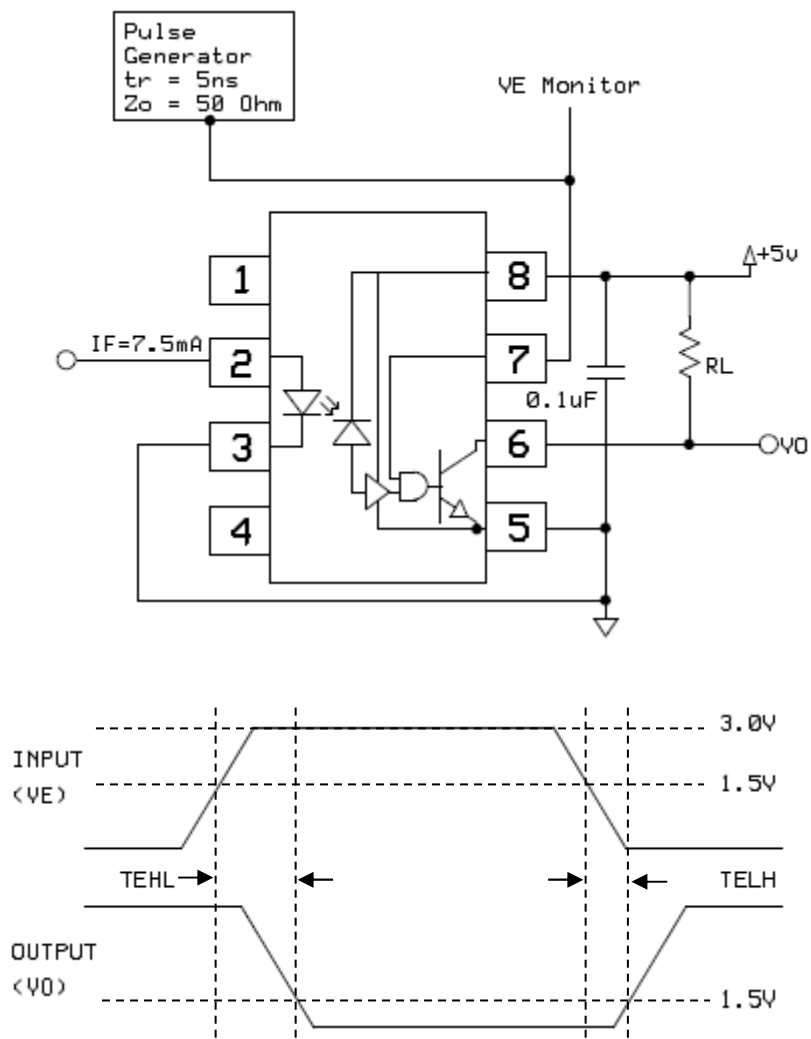 Pulse
Generator
tr = 5ns
Zo = 50 Ohm
VE Monitor
1
8
+5v
IF=7.5mA
2
7
RL
0.1uF
3
6
VO
4
5
3.0V
INPUT
(VE)
1.5V
TEHL
TELH
OUTPUT
(VO)
1.5V